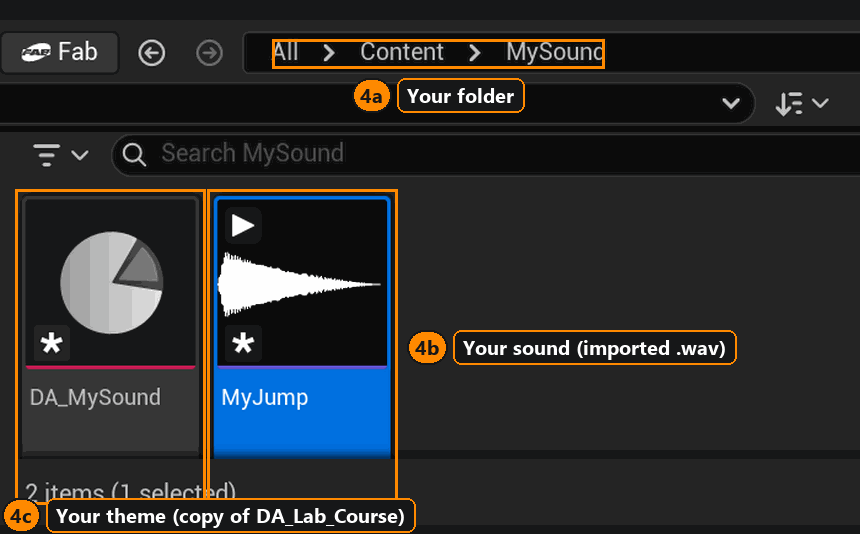 FAB Fab All > Content > MySound
4a Your folder
Search MySound
4b Your sound (imported .wav)
DA_MySound MyJump
2 items (1 selected)
4c Your theme (copy of DA_Lab_Course)